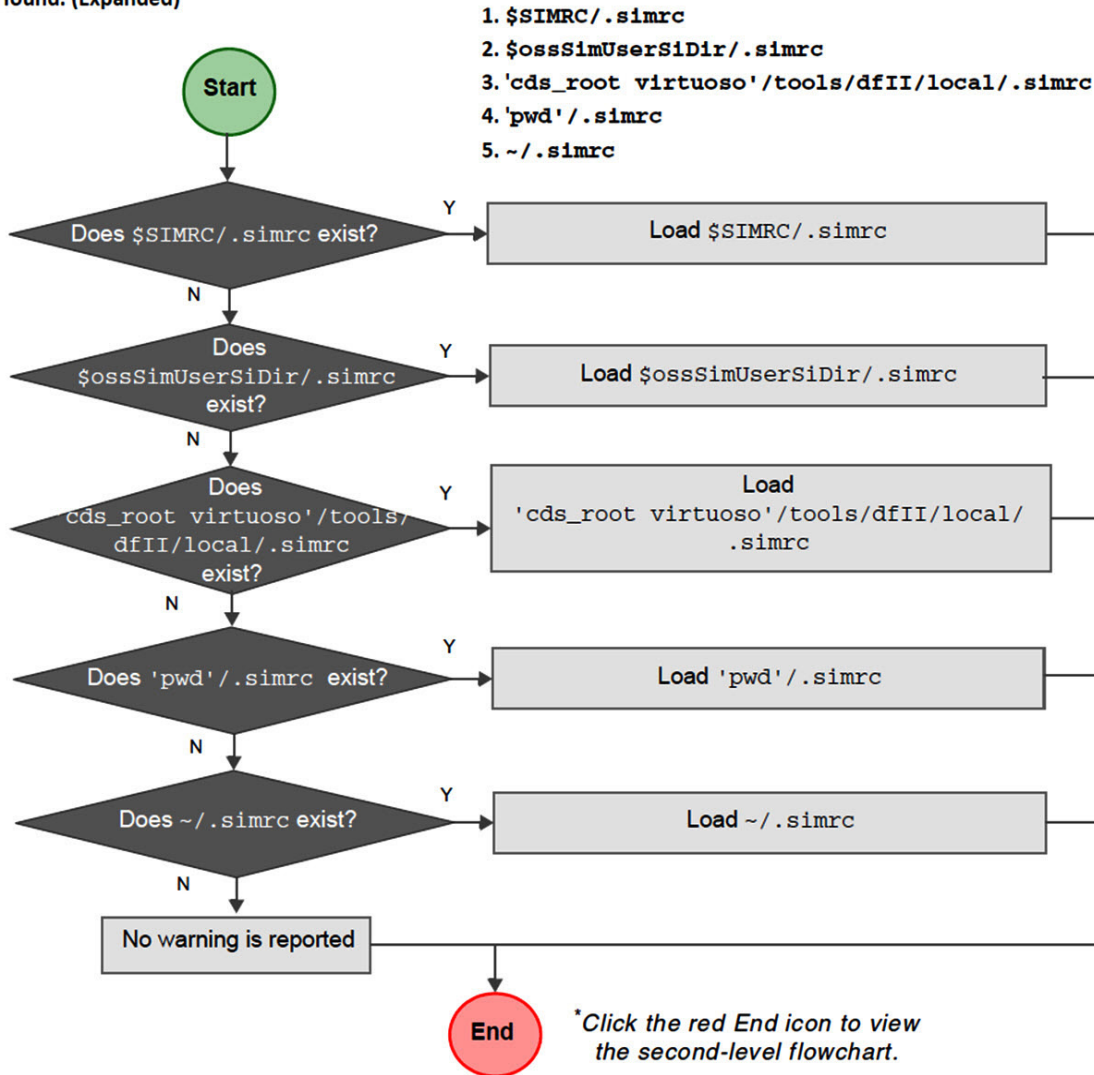 found. (Expanded)
1. $SIMRC/.simrc
2. $ossSimUserSiDir/.simrc
3. 'cds_root virtuoso'/tools/dfII/local/.simrc
4. 'pwd'/.simrc
5. ~/.simrc
Start
Does $SIMRC/.simrc exist?
Y
Load $SIMRC/.simrc
N
Does
$ossSimUserSiDir/.simrc
exist?
Y
Load $ossSimUserSiDir/.simrc
N
Does
'cds_root virtuoso'/tools/
dfII/local/.simrc
exist?
Y
Load
'cds_root virtuoso'/tools/dfII/local/
.simrc
N
Does 'pwd'/.simrc exist?
Y
Load 'pwd'/.simrc
N
Does ~/.simrc exist?
Y
Load ~/.simrc
N
No warning is reported
End
*Click the red End icon to view
the second-level flowchart.